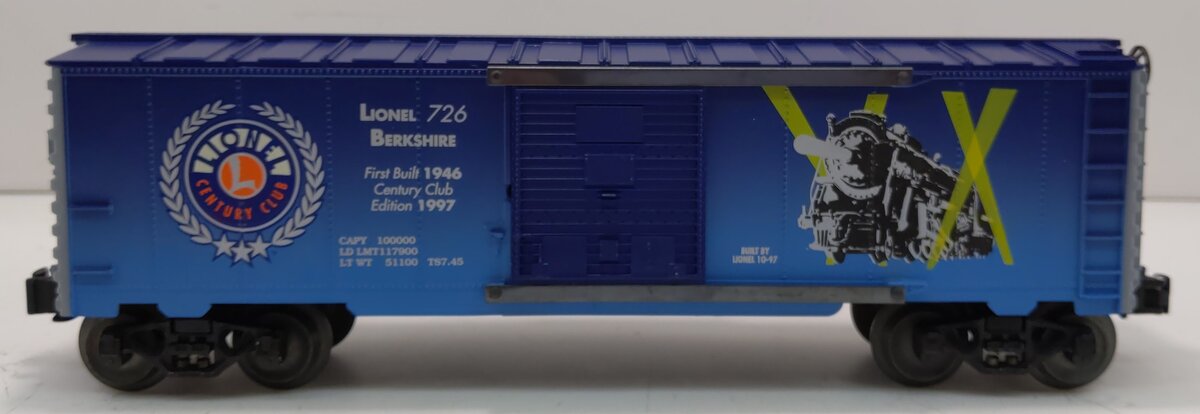 LIONEL
L
CENTURY CLUB
LIONEL 726
BERKSHIRE
First Built 1946
Century Club
Edition 1997
CAPY 100000
LD LMT117900
LT WT 51100 TS7.45
BUILT BY
LIONEL 10-97